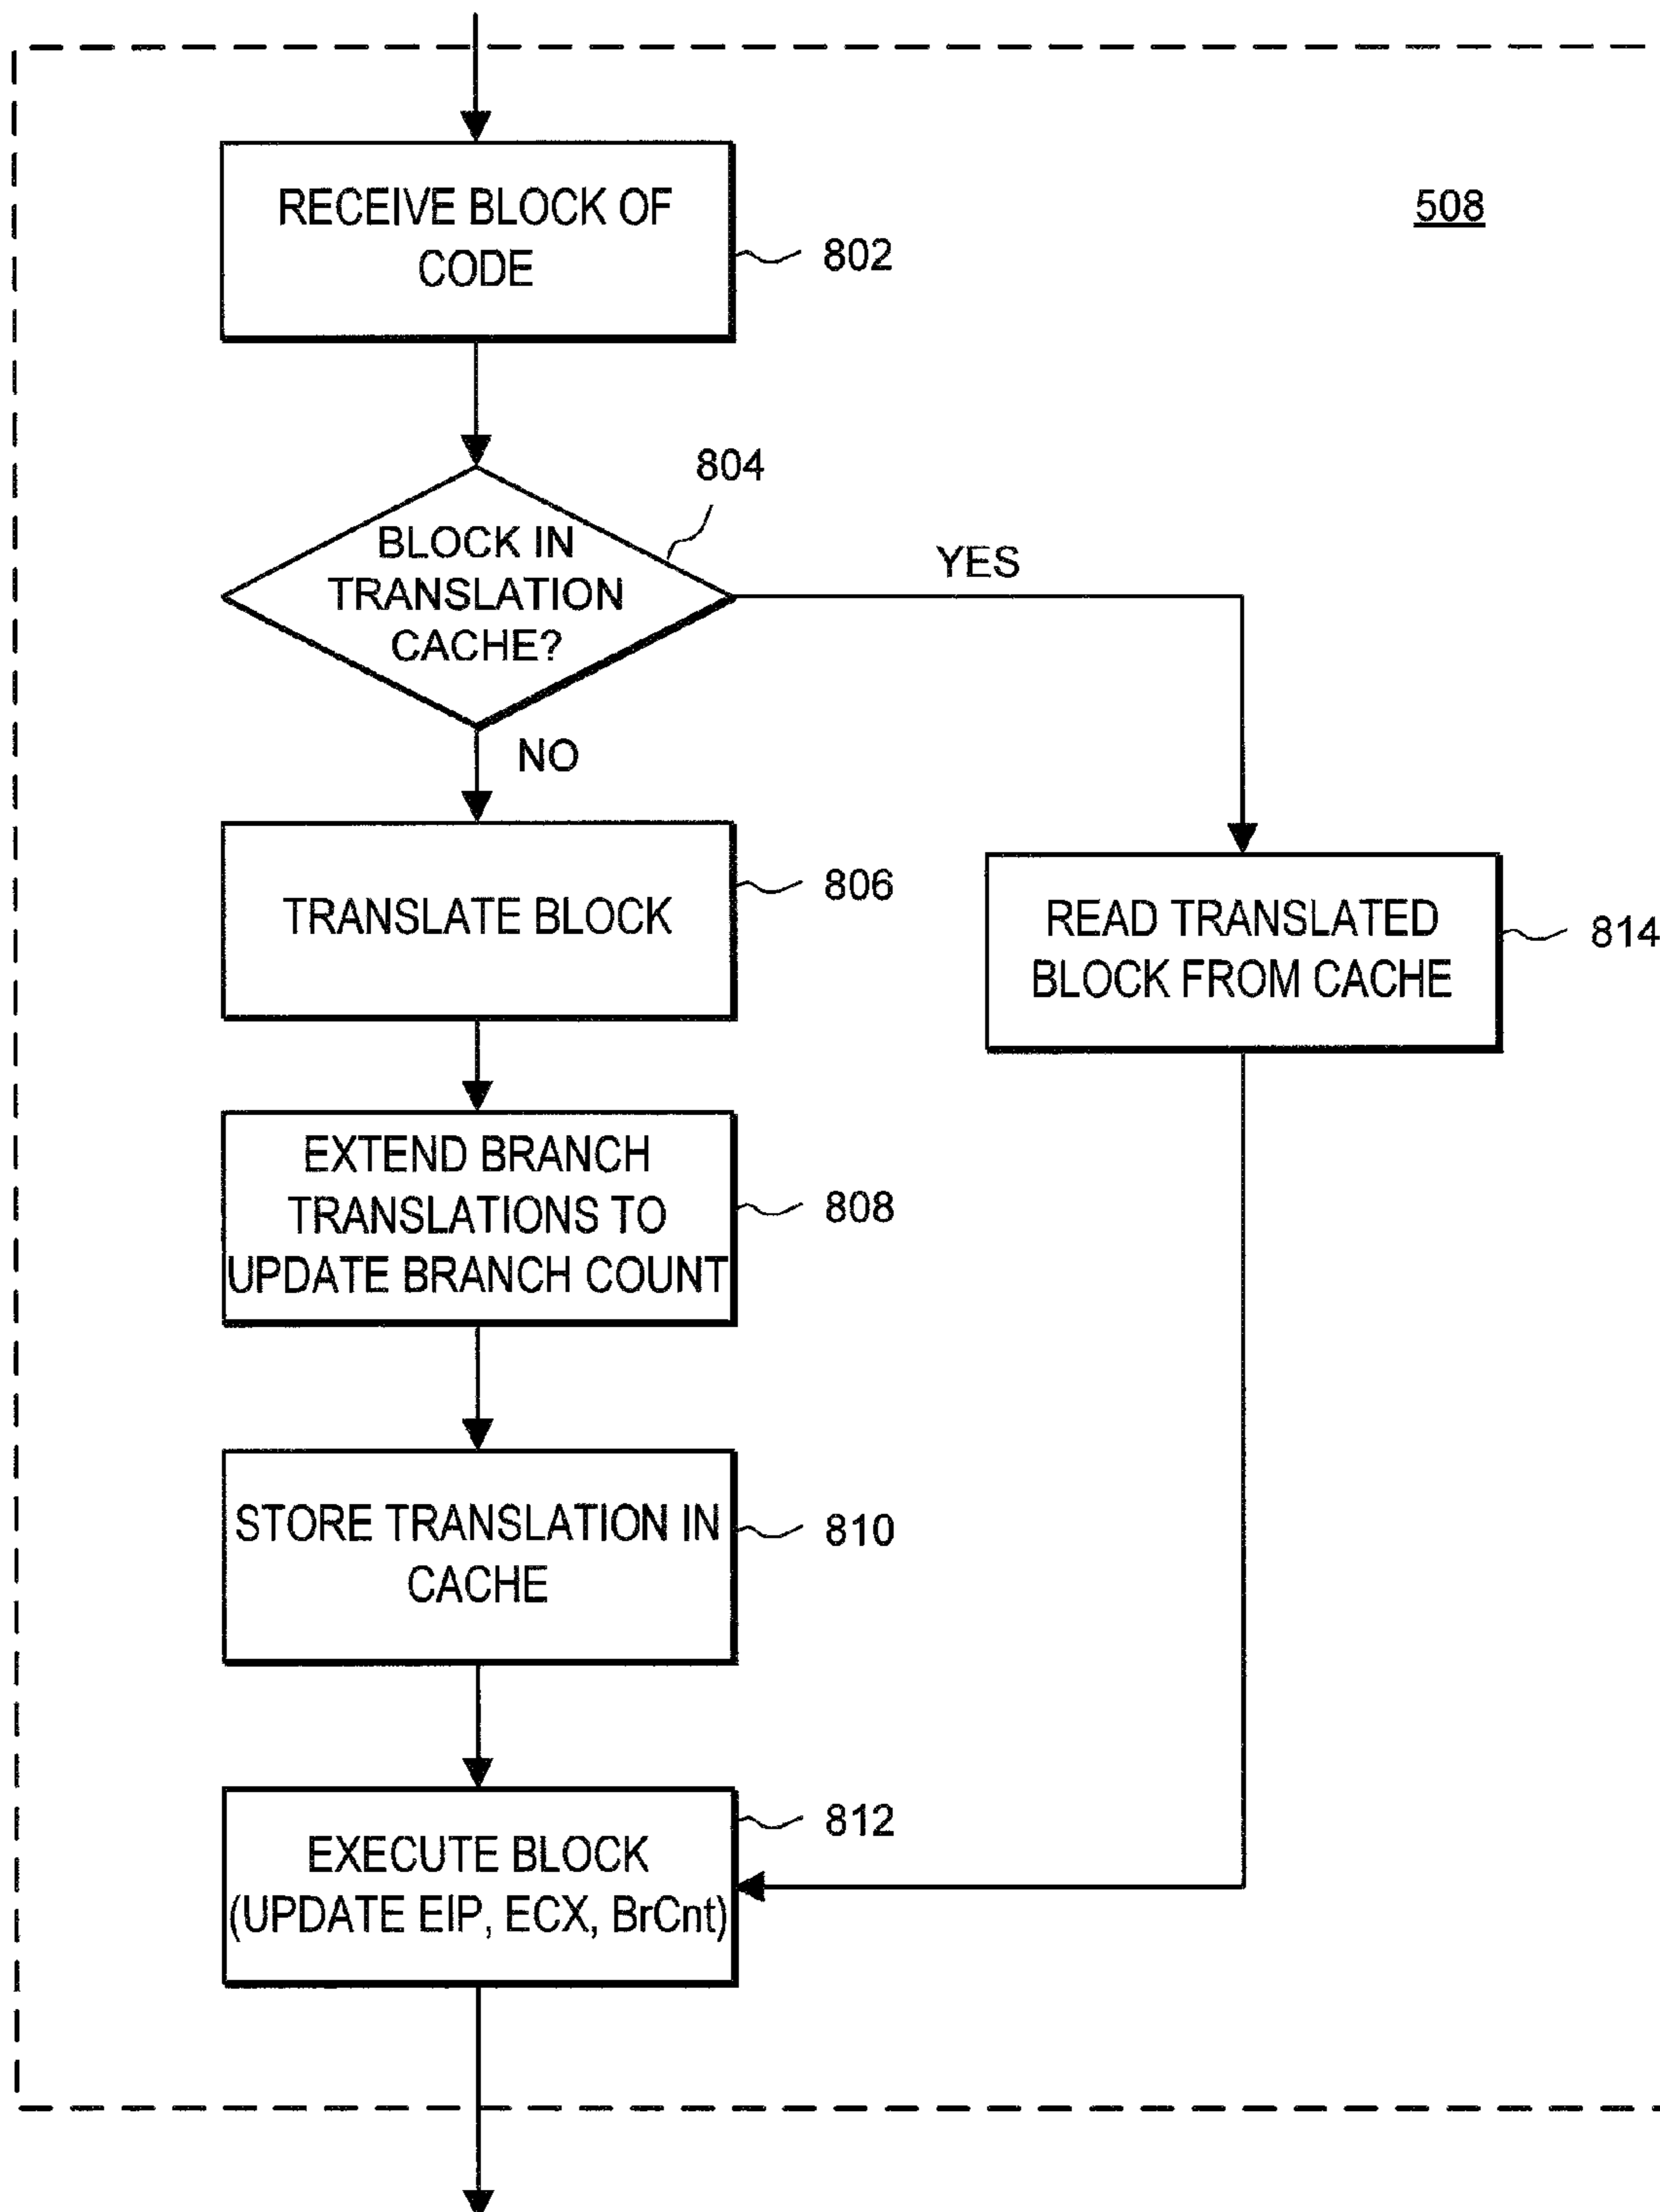 508
RECEIVE BLOCK OF
CODE
802
804
BLOCK IN
TRANSLATION
CACHE?
YES
NO
TRANSLATE BLOCK
806
READ TRANSLATED
BLOCK FROM CACHE
814
EXTEND BRANCH
TRANSLATIONS TO
UPDATE BRANCH COUNT
808
STORE TRANSLATION IN
CACHE
810
EXECUTE BLOCK
(UPDATE EIP, ECX, BrCnt)
812